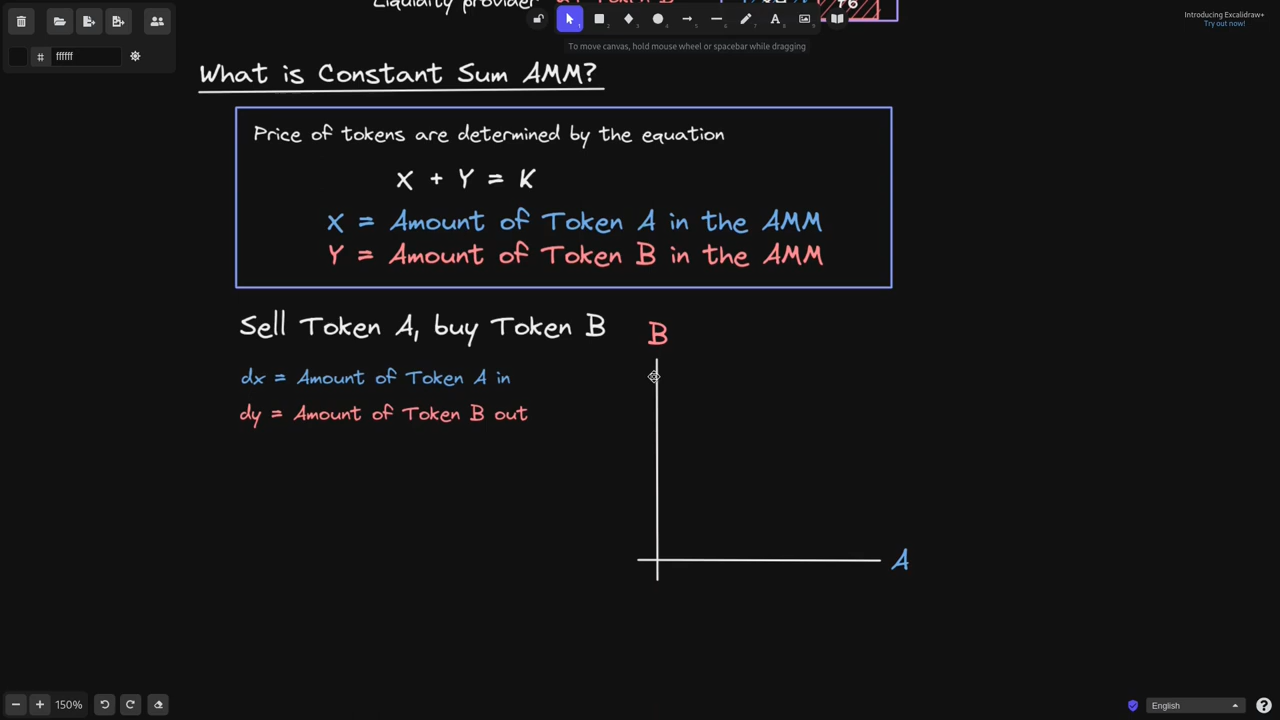 Liquidity provider
Introducing Excalidraw+
Try out now!
To move canvas, hold mouse wheel or spacebar while dragging
# ffffff
What is Constant Sum AMM?
Price of tokens are determined by the equation
X + Y = K
X = Amount of Token A in the AMM
Y = Amount of Token B in the AMM
Sell Token A, buy Token B
dx = Amount of Token A in
dy = Amount of Token B out
B
A
150%
English